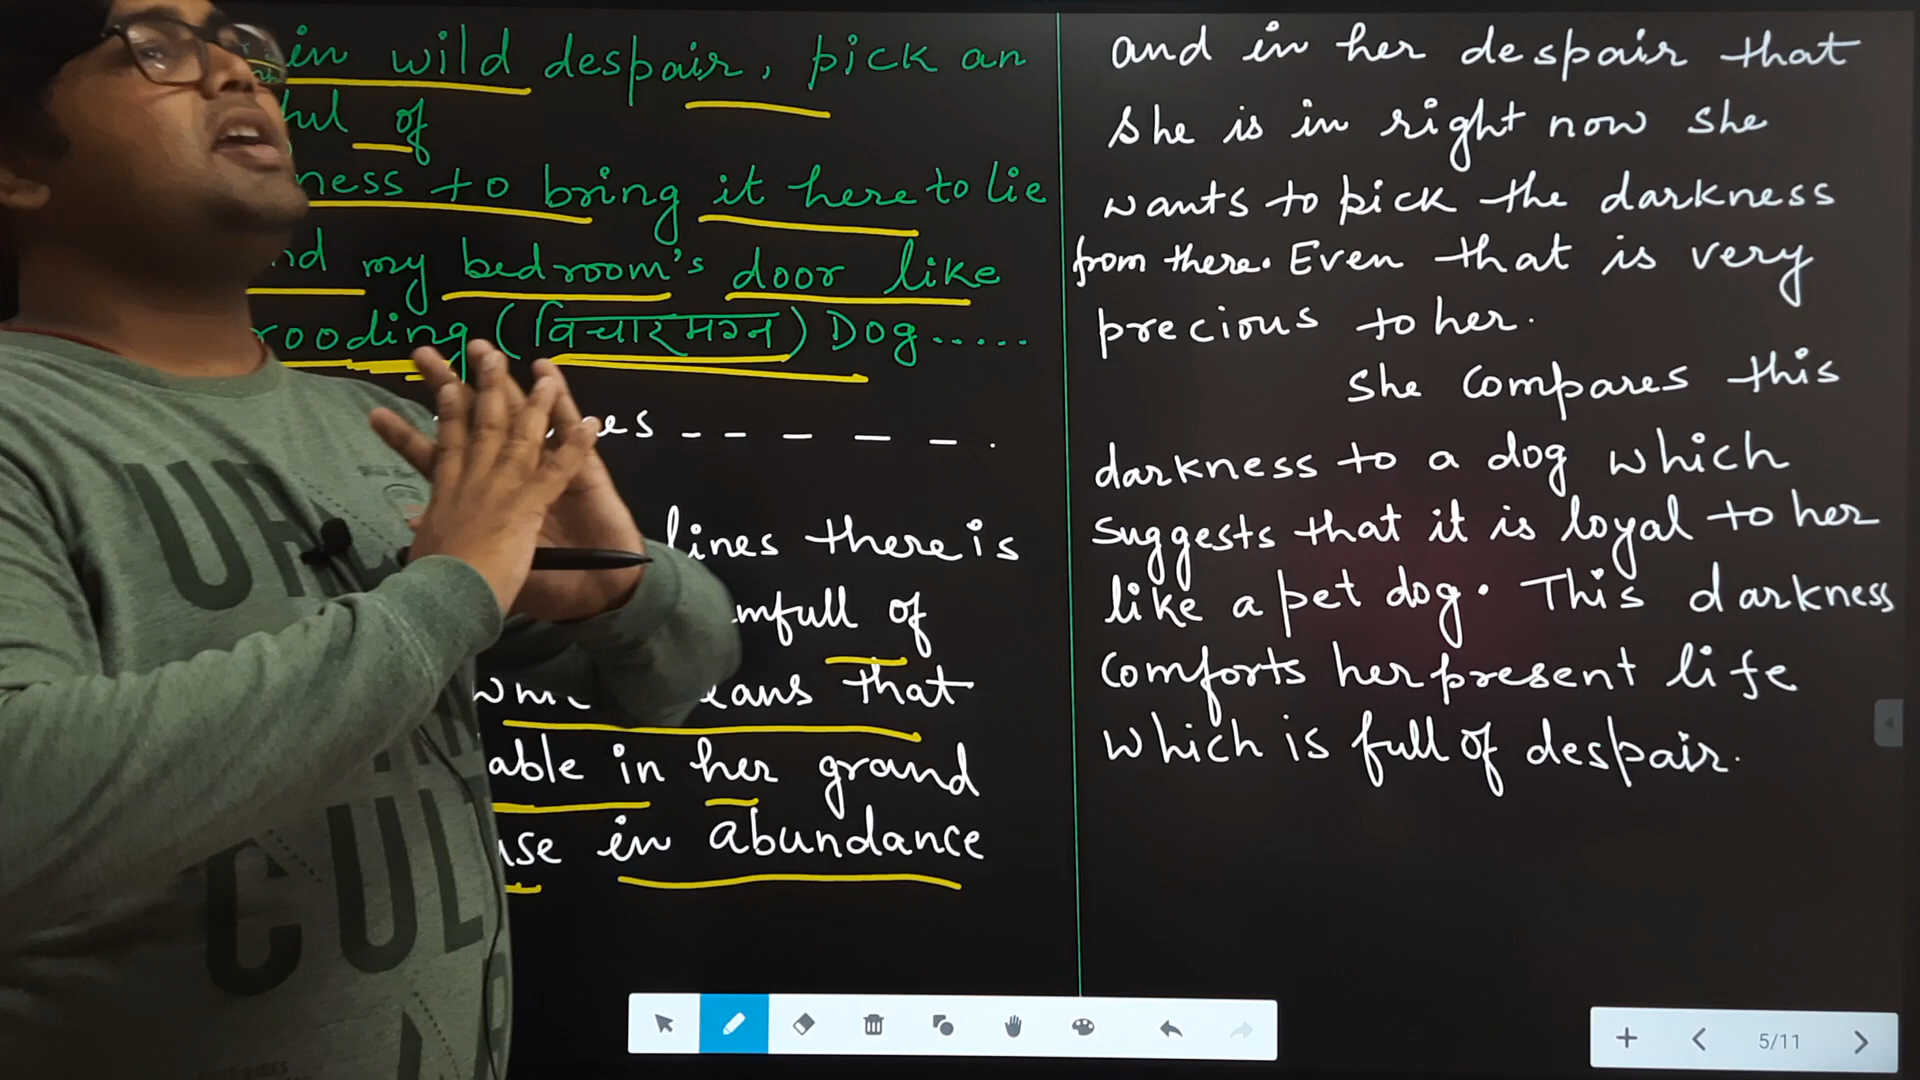 in wild despair, pick an
of
ness to bring it here to lie
my bedroom's door like
rooding (विचारमग्न) Dog.....
es - - - - - .
lines there is
mfull of
that
able in her grand
use in abundance
and in her despair that
She is in right now she
wants to pick the darkness
from there. Even that is very
precious to her.
She compares this
darkness to a dog which
suggests that it is loyal to her
like a pet dog. This darkness
comforts her present life
which is full of despair.
5/11